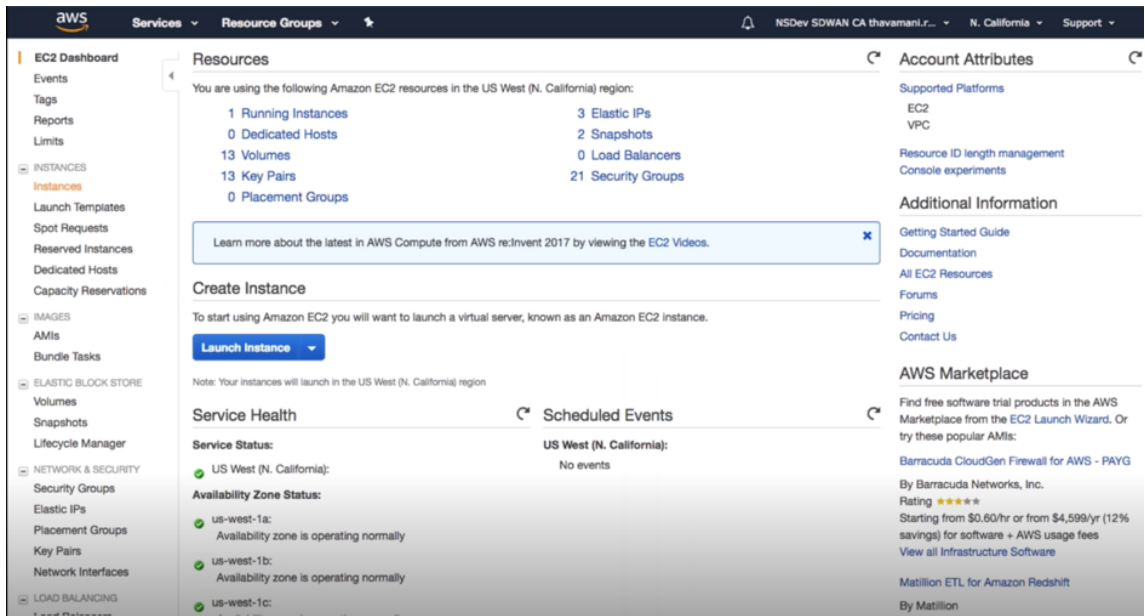 aws
Services
Resource Groups
NSDev SDWAN CA thavamani.r...
N. California
Support
EC2 Dashboard
Events
Tags
Reports
Limits
INSTANCES
Instances
Launch Templates
Spot Requests
Reserved Instances
Dedicated Hosts
Capacity Reservations
IMAGES
AMIs
Bundle Tasks
ELASTIC BLOCK STORE
Volumes
Snapshots
Lifecycle Manager
NETWORK & SECURITY
Security Groups
Elastic IPs
Placement Groups
Key Pairs
Network Interfaces
LOAD BALANCING
Load Balancers
Resources
You are using the following Amazon EC2 resources in the US West (N. California) region:
1 Running Instances
0 Dedicated Hosts
13 Volumes
13 Key Pairs
0 Placement Groups
3 Elastic IPs
2 Snapshots
0 Load Balancers
21 Security Groups
Learn more about the latest in AWS Compute from AWS re:Invent 2017 by viewing the EC2 Videos.
Create Instance
To start using Amazon EC2 you will want to launch a virtual server, known as an Amazon EC2 instance.
Launch Instance
Note: Your instances will launch in the US West (N. California) region
Service Health
Service Status:
US West (N. California):
Availability Zone Status:
us-west-1a:
Availability zone is operating normally
us-west-1b:
Availability zone is operating normally
us-west-1c:
Scheduled Events
US West (N. California):
No events
Account Attributes
Supported Platforms
EC2
VPC
Resource ID length management
Console experiments
Additional Information
Getting Started Guide
Documentation
All EC2 Resources
Forums
Pricing
Contact Us
AWS Marketplace
Find free software trial products in the AWS
Marketplace from the EC2 Launch Wizard. Or
try these popular AMIs:
Barracuda CloudGen Firewall for AWS - PAYG
By Barracuda Networks, Inc.
Rating
Starting from $0.60/hr or from $4,599/yr (12%
savings) for software + AWS usage fees
View all Infrastructure Software
Matillion ETL for Amazon Redshift
By Matillion